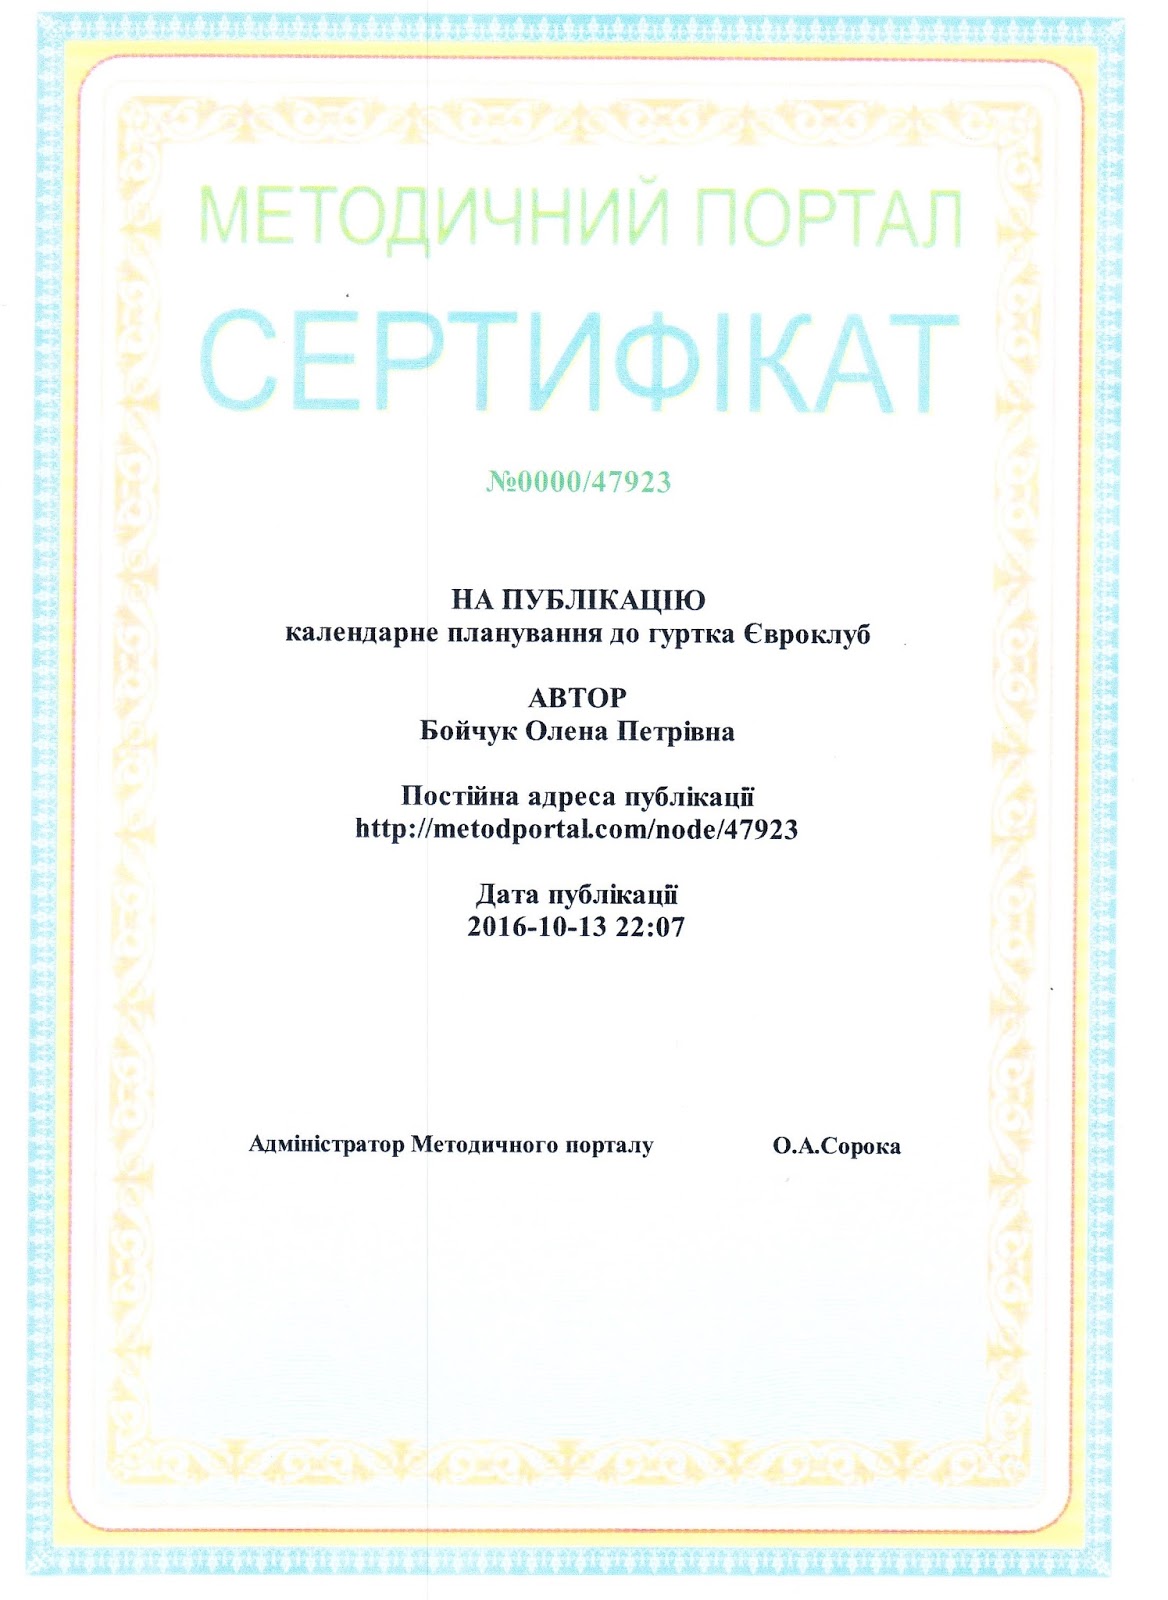 МЕТОДИЧНИЙ ПОРТАЛ
СЕРТИФІКАТ
№0000/47923
НА ПУБЛІКАЦІЮ
календарне планування до гуртка Євроклуб
АВТОР
Бойчук Олена Петрівна
Постійна адреса публікації
http://metodportal.com/node/47923
Дата публікації
2016-10-13 22:07
Адміністратор Методичного порталу О.А.Сорока